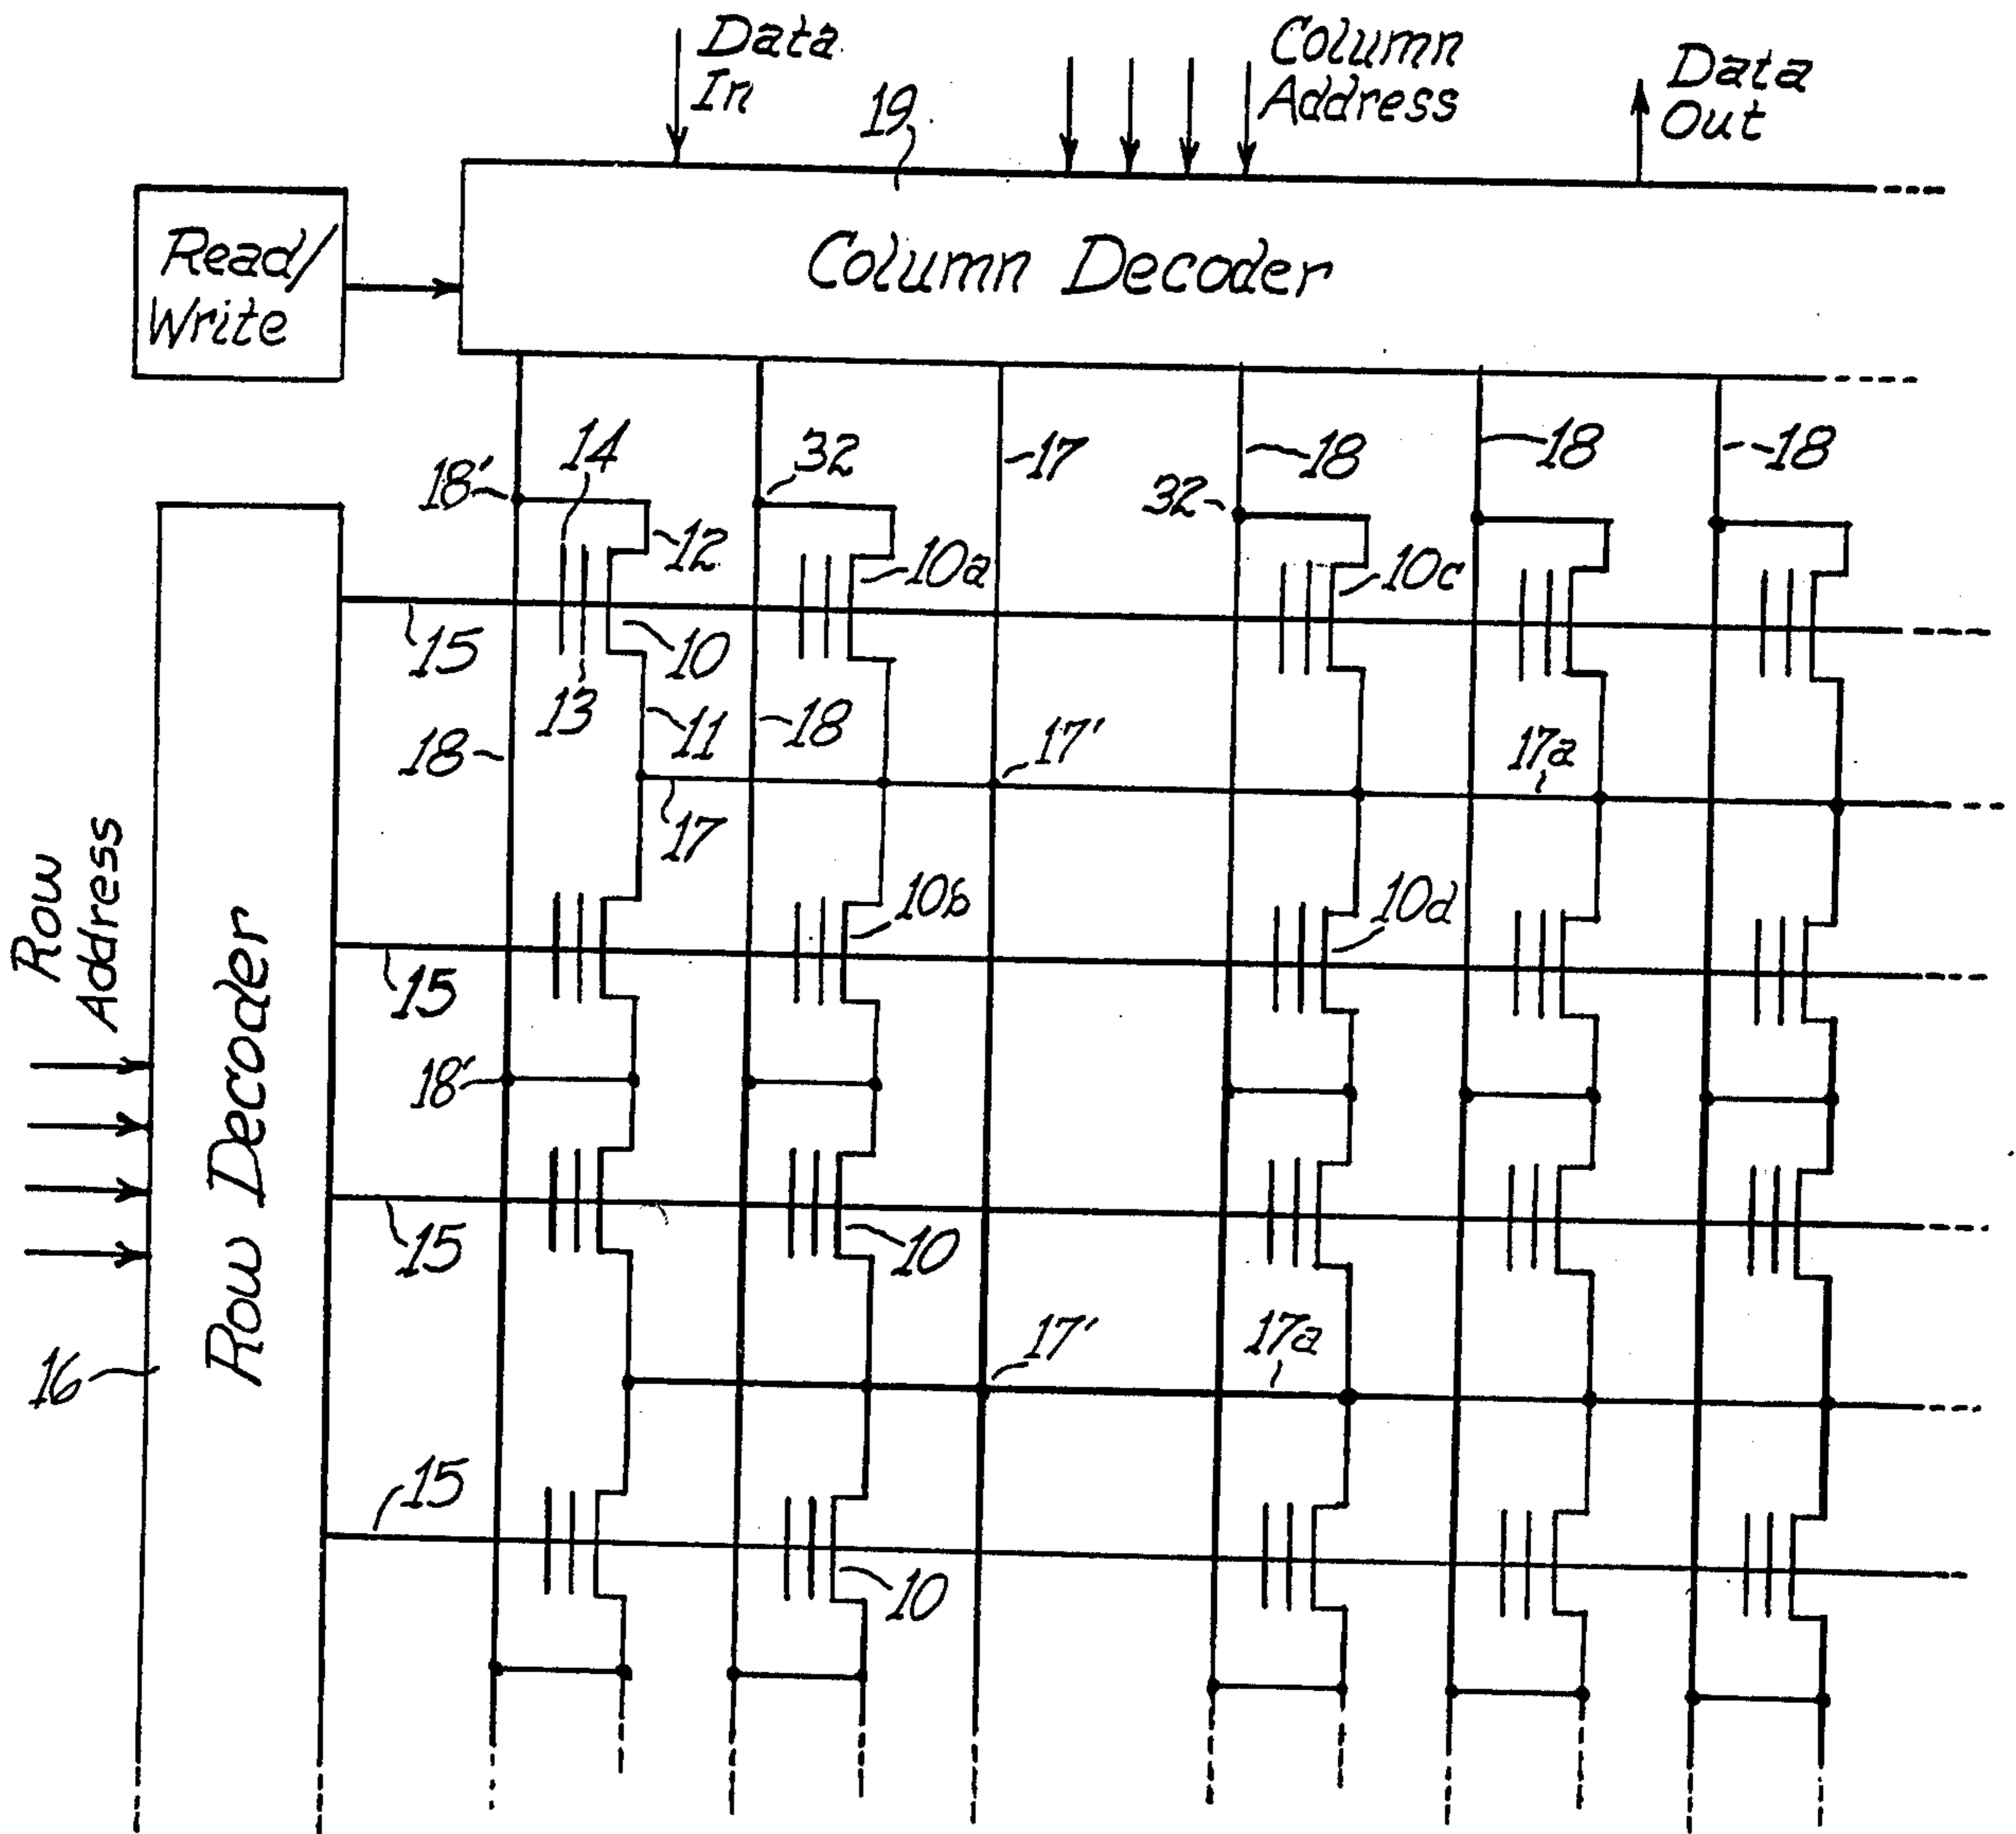 Data
In
Column
Address
Data
Out
19
Read/
Write
Column Decoder
14
18'
32
17
18
18
18
32
12
10a
10c
15
13
10
11
18
18
17'
17a
17
Row
Address
10b
10d
15
Row Decoder
18'
15
10
16
17'
17a
15
10